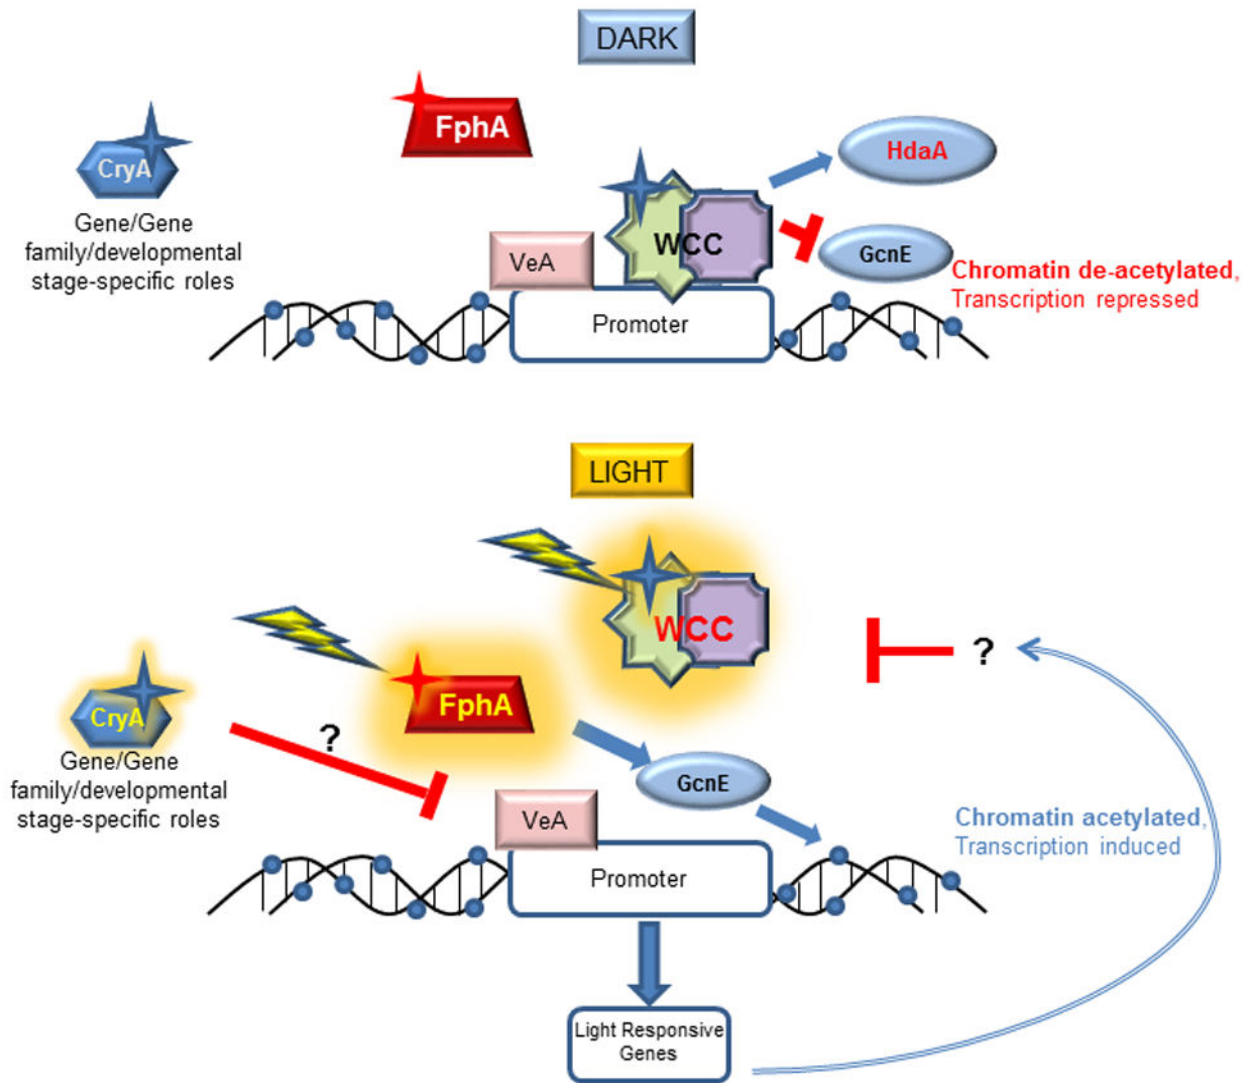 DARK
FphA
CryA
HdaA
Gene/Gene
family/developmental
stage-specific roles
WCC
VeA
GcnE
Chromatin de-acetylated,
Transcription repressed
Promoter
LIGHT
WCC
?
FphA
CryA
?
Gene/Gene
family/developmental
stage-specific roles
GcnE
VeA
Chromatin acetylated,
Transcription induced
Promoter
Light Responsive
Genes